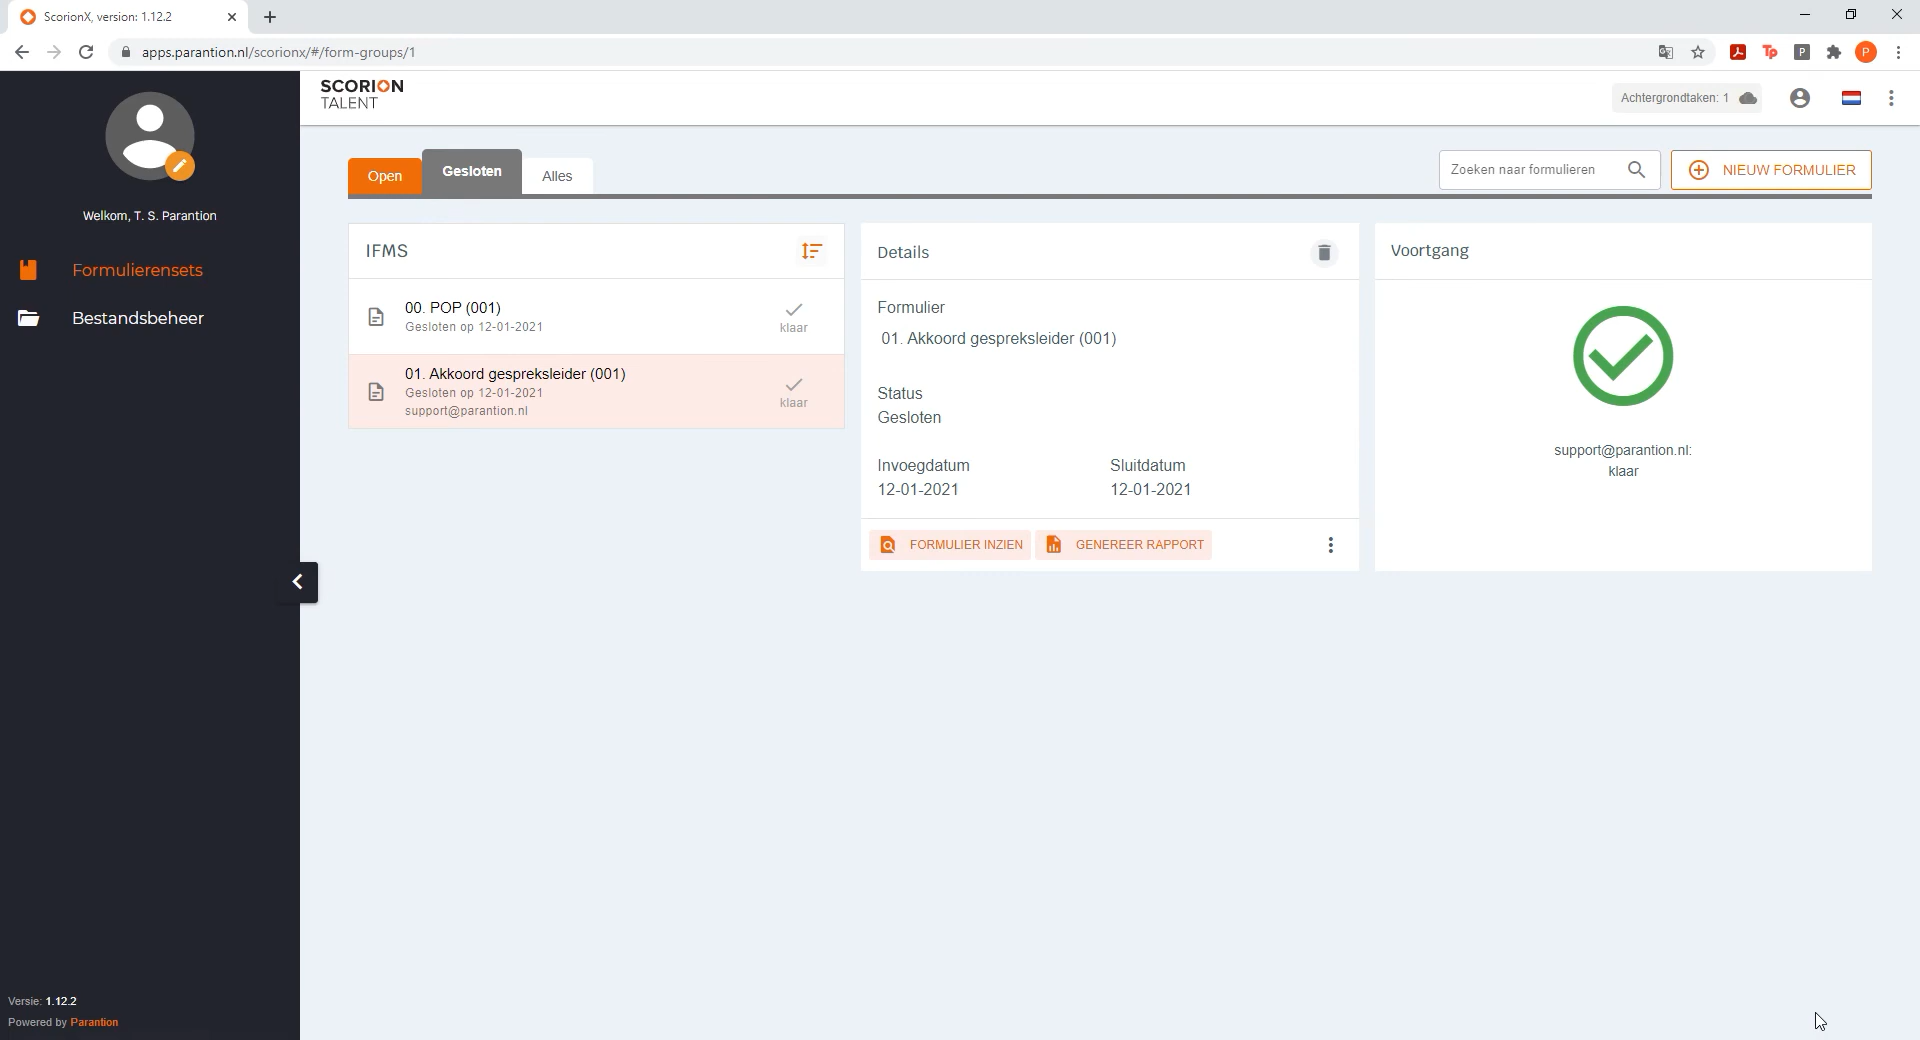 ScorionX, version: 1.12.2
apps.parantion.nl/scorionx/#/form-groups/1
P
P
SCORION
TALENT
Achtergrondtaken: 1
Welkom, T. S. Parantion
Formulierensets
Bestandsbeheer
Open
Gesloten
Alles
Zoeken naar formulieren
NIEUW FORMULIER
IFMS
00. POP (001)
Gesloten op 12-01-2021
klaar
01. Akkoord gespreksleider (001)
Gesloten op 12-01-2021
support@parantion.nl
klaar
Details
Formulier
01. Akkoord gespreksleider (001)
Status
Gesloten
Invoegdatum
Sluitdatum
12-01-2021
12-01-2021
FORMULIER INZIEN
GENEREER RAPPORT
Voortgang
support@parantion.nl:
klaar
Versie: 1.12.2
Powered by Parantion